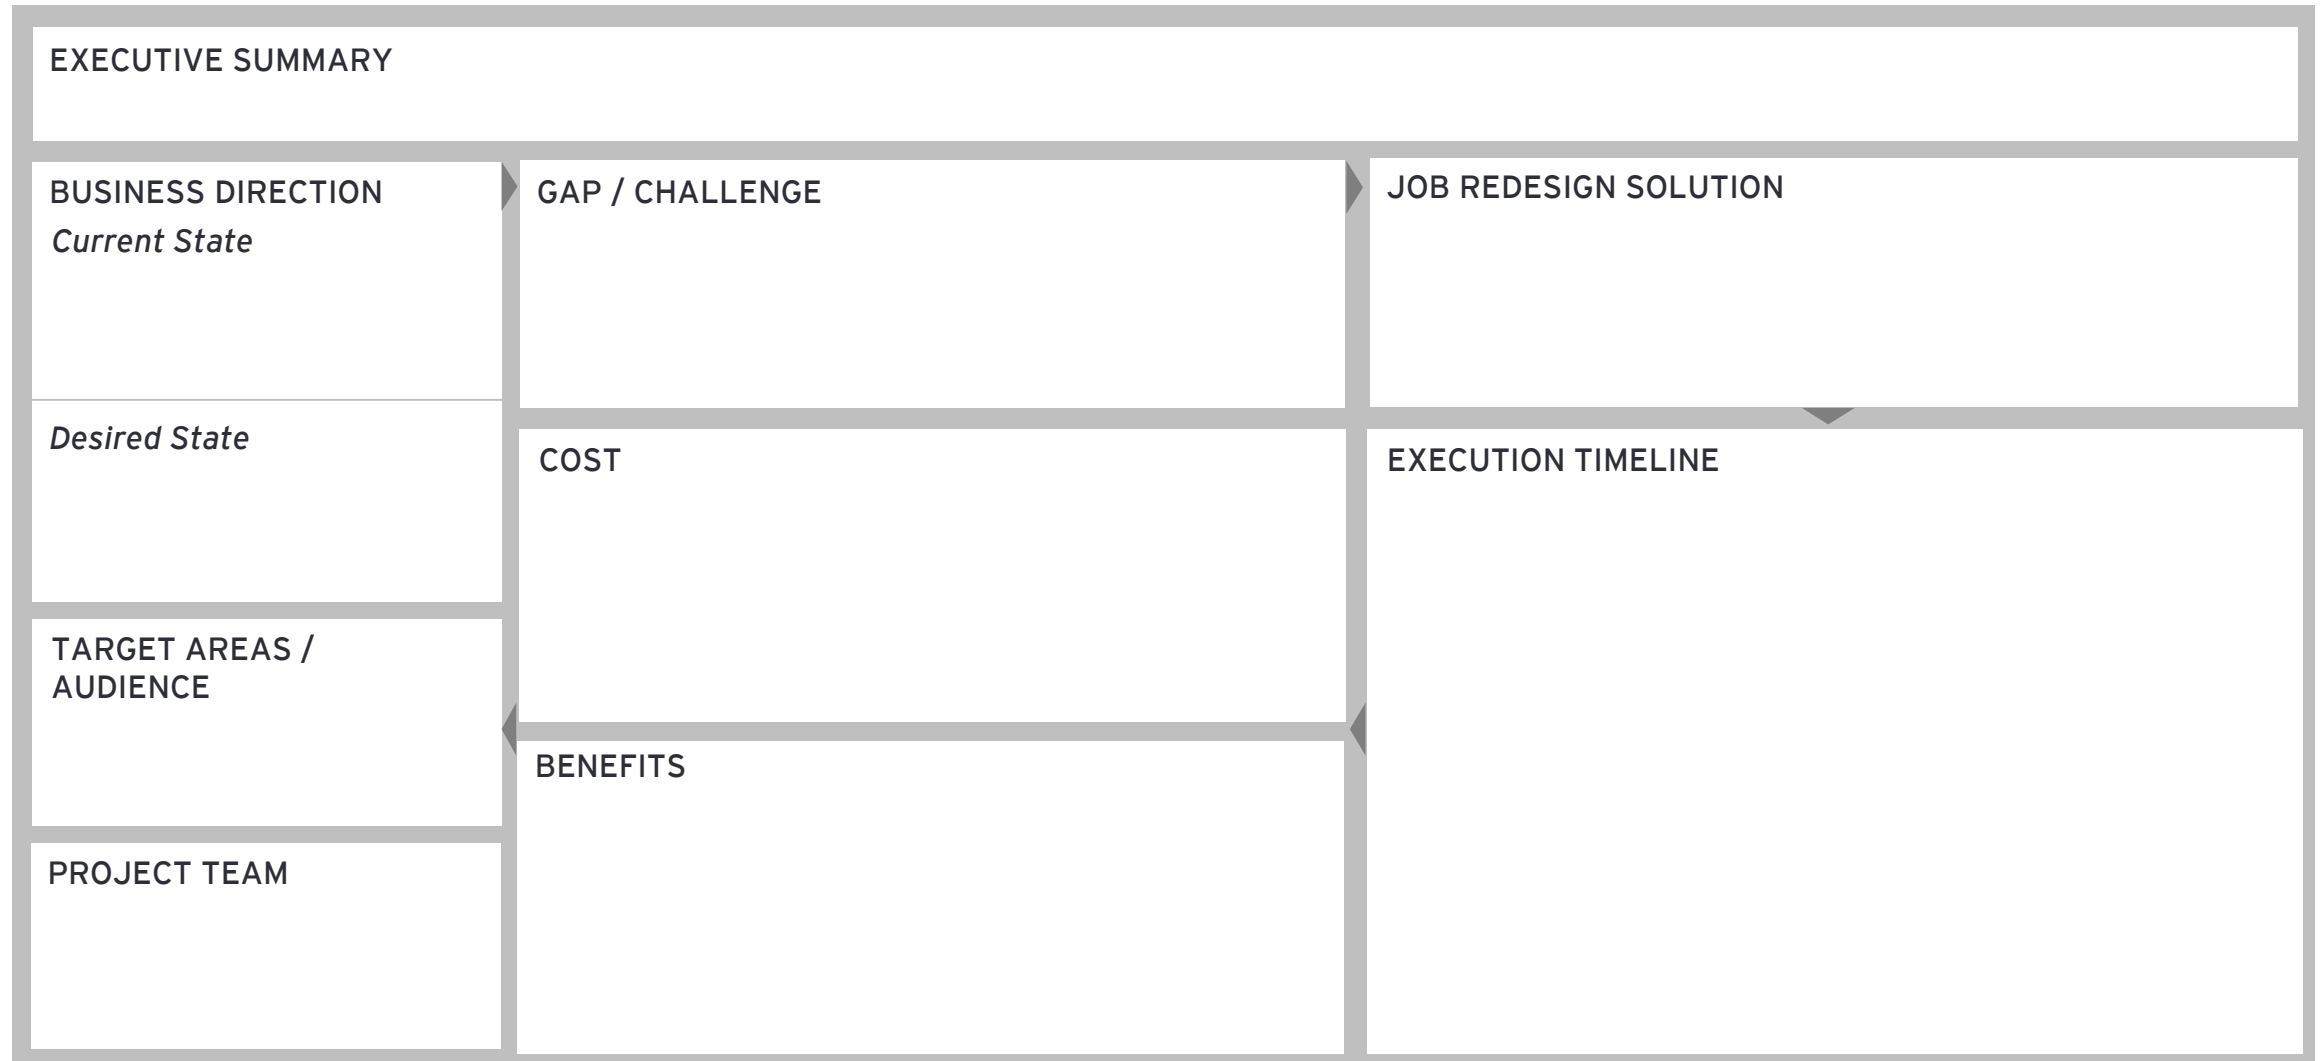 EXECUTIVE SUMMARY
BUSINESS DIRECTION
Current State
Desired State
GAP / CHALLENGE
JOB REDESIGN SOLUTION
COST
EXECUTION TIMELINE
TARGET AREAS /
AUDIENCE
BENEFITS
PROJECT TEAM